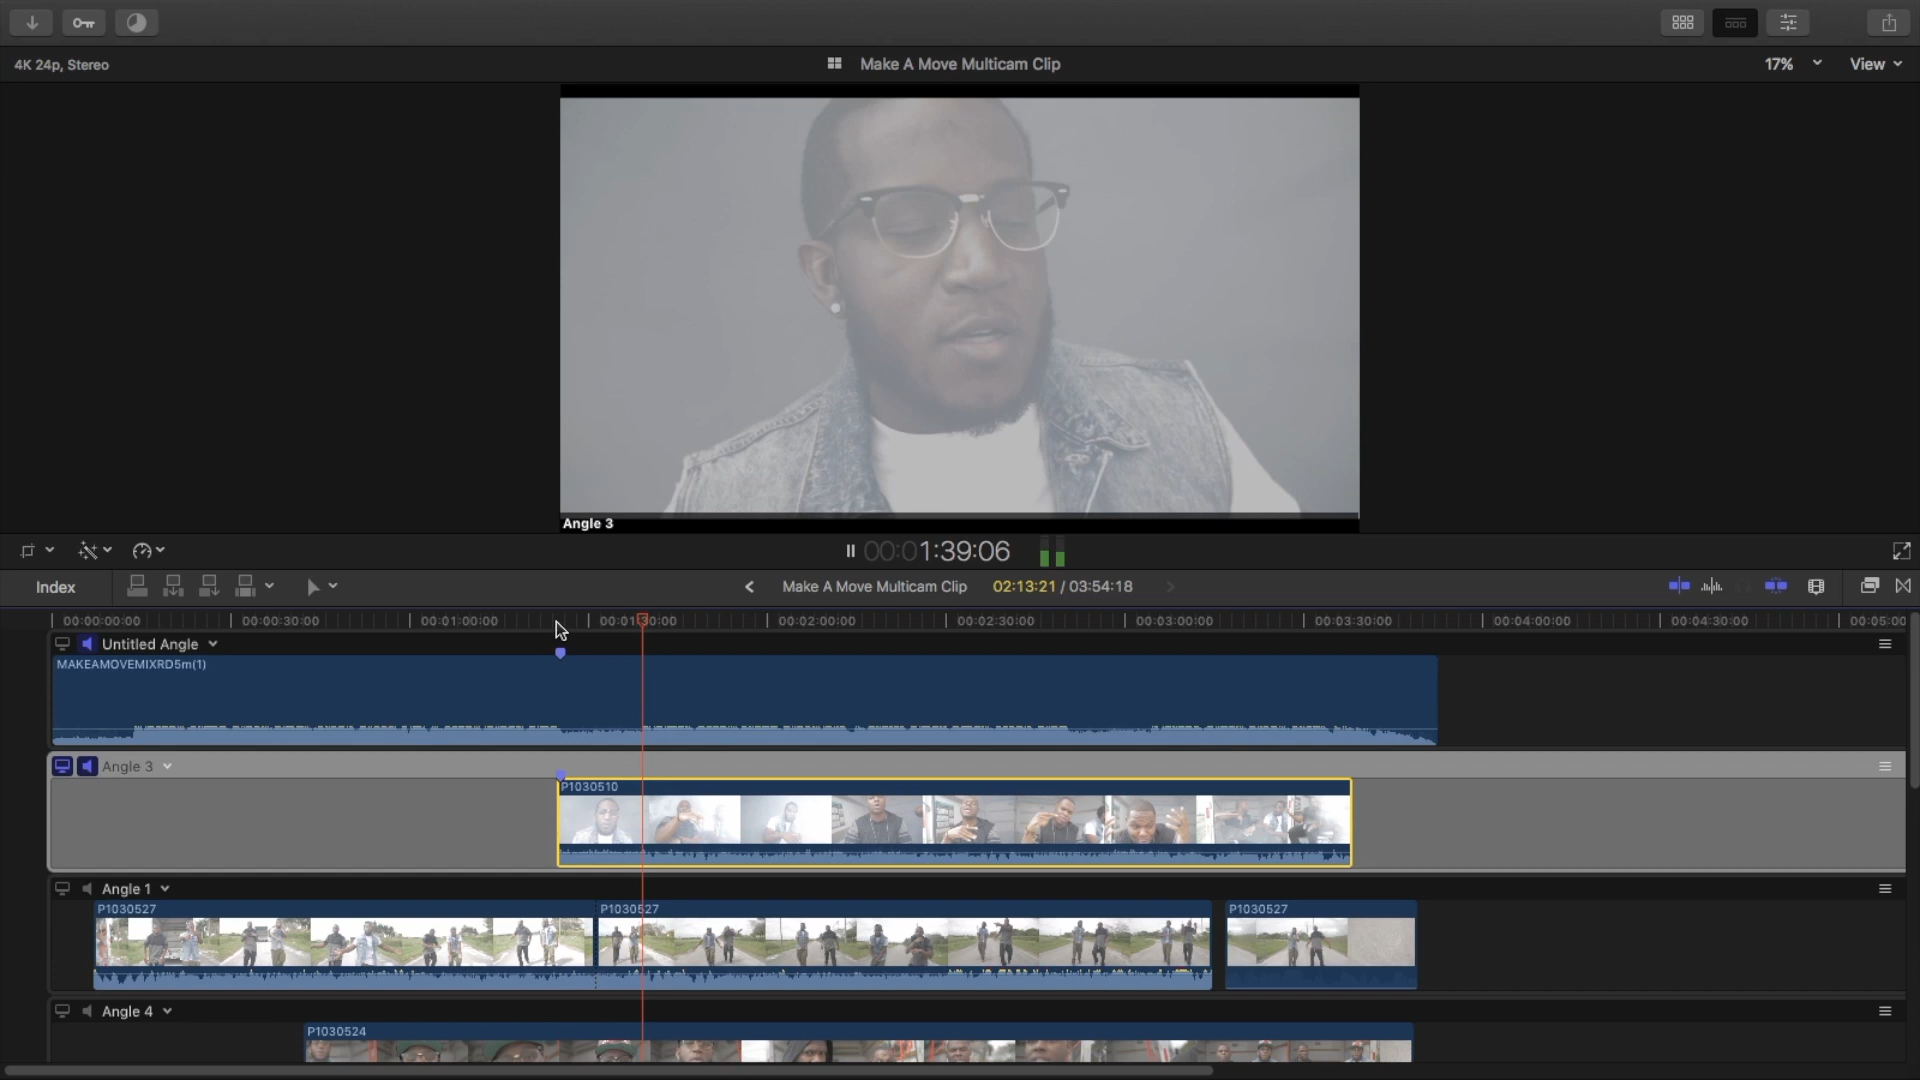 4K 24p, Stereo
Make A Move Multicam Clip
17%
View
Angle 3
00:01:39:06
Index
Make A Move Multicam Clip
02:13:21 / 03:54:18
00:00:00:00
00:00:30:00
00:01:00:00
00:01:30:00
00:02:00:00
00:02:30:00
00:03:00:00
00:03:30:00
00:04:00:00
00:04:30:00
00:05:00
Untitled Angle
MAKEAMOVEMIXRD5m(1)
Angle 3
P1030510
Angle 1
P1030527
P1030527
P1030527
Angle 4
P1030524